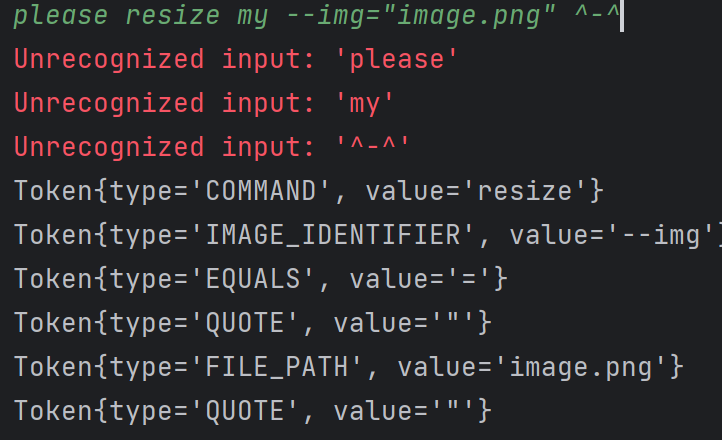 please resize my --img="image.png" ^-^
Unrecognized input: 'please'
Unrecognized input: 'my'
Unrecognized input: '^-^'
Token{type='COMMAND', value='resize'}
Token{type='IMAGE_IDENTIFIER', value='--img'}
Token{type='EQUALS', value='='}
Token{type='QUOTE', value='"'}
Token{type='FILE_PATH', value='image.png'}
Token{type='QUOTE', value='"'}